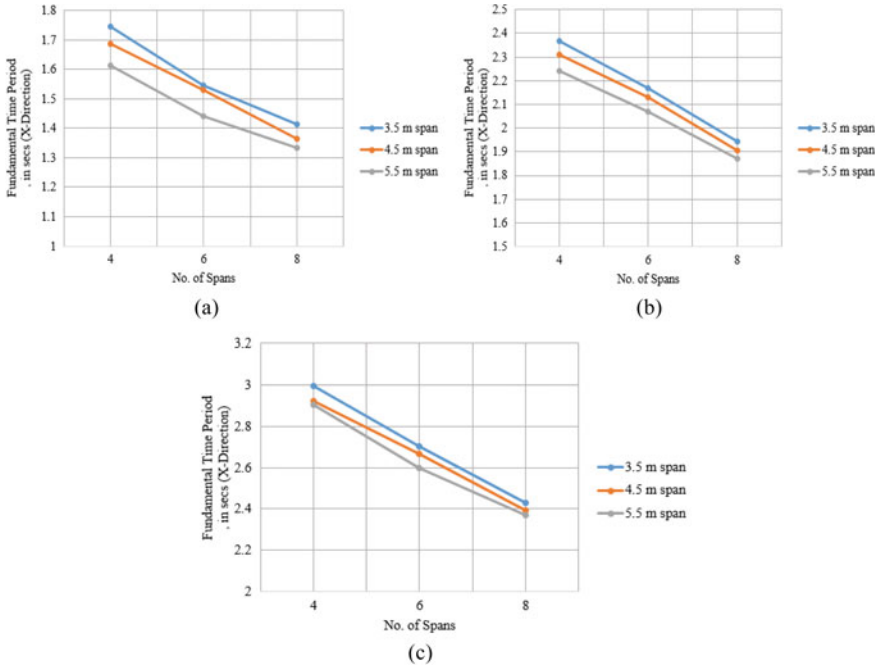 1.8
1.7
1.6
1.5
1.4
1.3
1.2
1.1
1
Fundamental Time Period
, in secs (X-Direction)
4 6 8
No. of Spans
3.5 m span
4.5 m span
5.5 m span
(a)
2.5
2.4
2.3
2.2
2.1
2
1.9
1.8
1.7
1.6
1.5
Fundamental Time Period
, in secs (X-Direction)
4 6 8
No. of Spans
3.5 m span
4.5 m span
5.5 m span
(b)
3.2
3
2.8
2.6
2.4
2.2
2
Fundamental Time Period
, in secs (X-Direction)
4 6 8
No. of Spans
3.5 m span
4.5 m span
5.5 m span
(c)